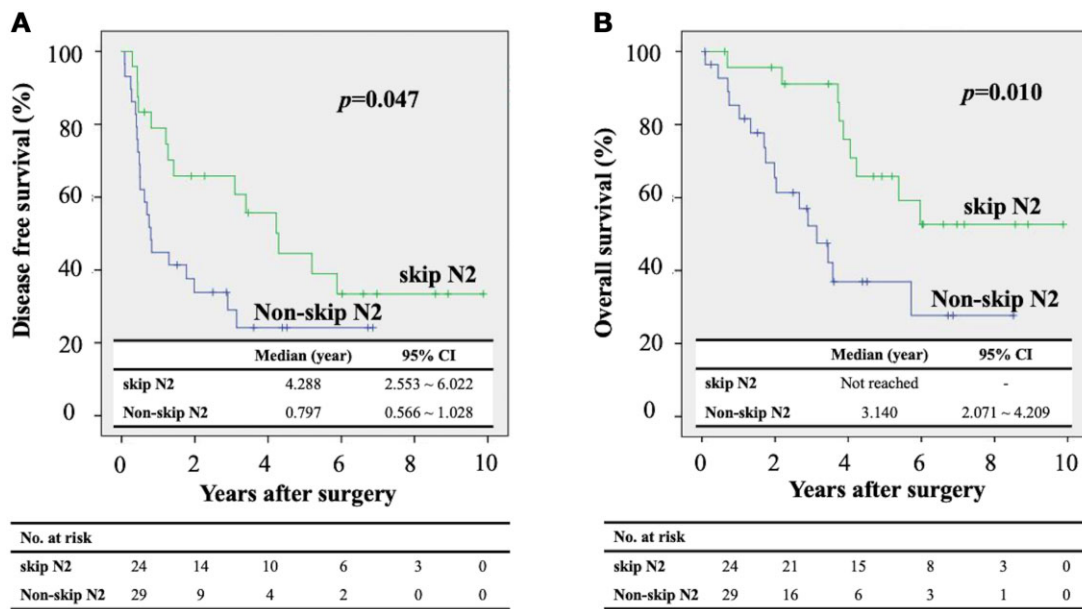 A
Disease free survival (%)
100
80
60
40
20
0
p=0.047
skip N2
Non-skip N2
Median (year) 95% CI
skip N2 4.288 2.553 ~ 6.022
Non-skip N2 0.797 0.566 ~ 1.028
0 2 4 6 8 10
Years after surgery
No. at risk
skip N2 24 14 10 6 3 0
Non-skip N2 29 9 4 2 0 0
B
Overall survival (%)
100
80
60
40
20
0
p=0.010
skip N2
Non-skip N2
Median (year) 95% CI
skip N2 Not reached -
Non-skip N2 3.140 2.071 ~ 4.209
0 2 4 6 8 10
Years after surgery
No. at risk
skip N2 24 21 15 8 3 0
Non-skip N2 29 16 6 3 1 0